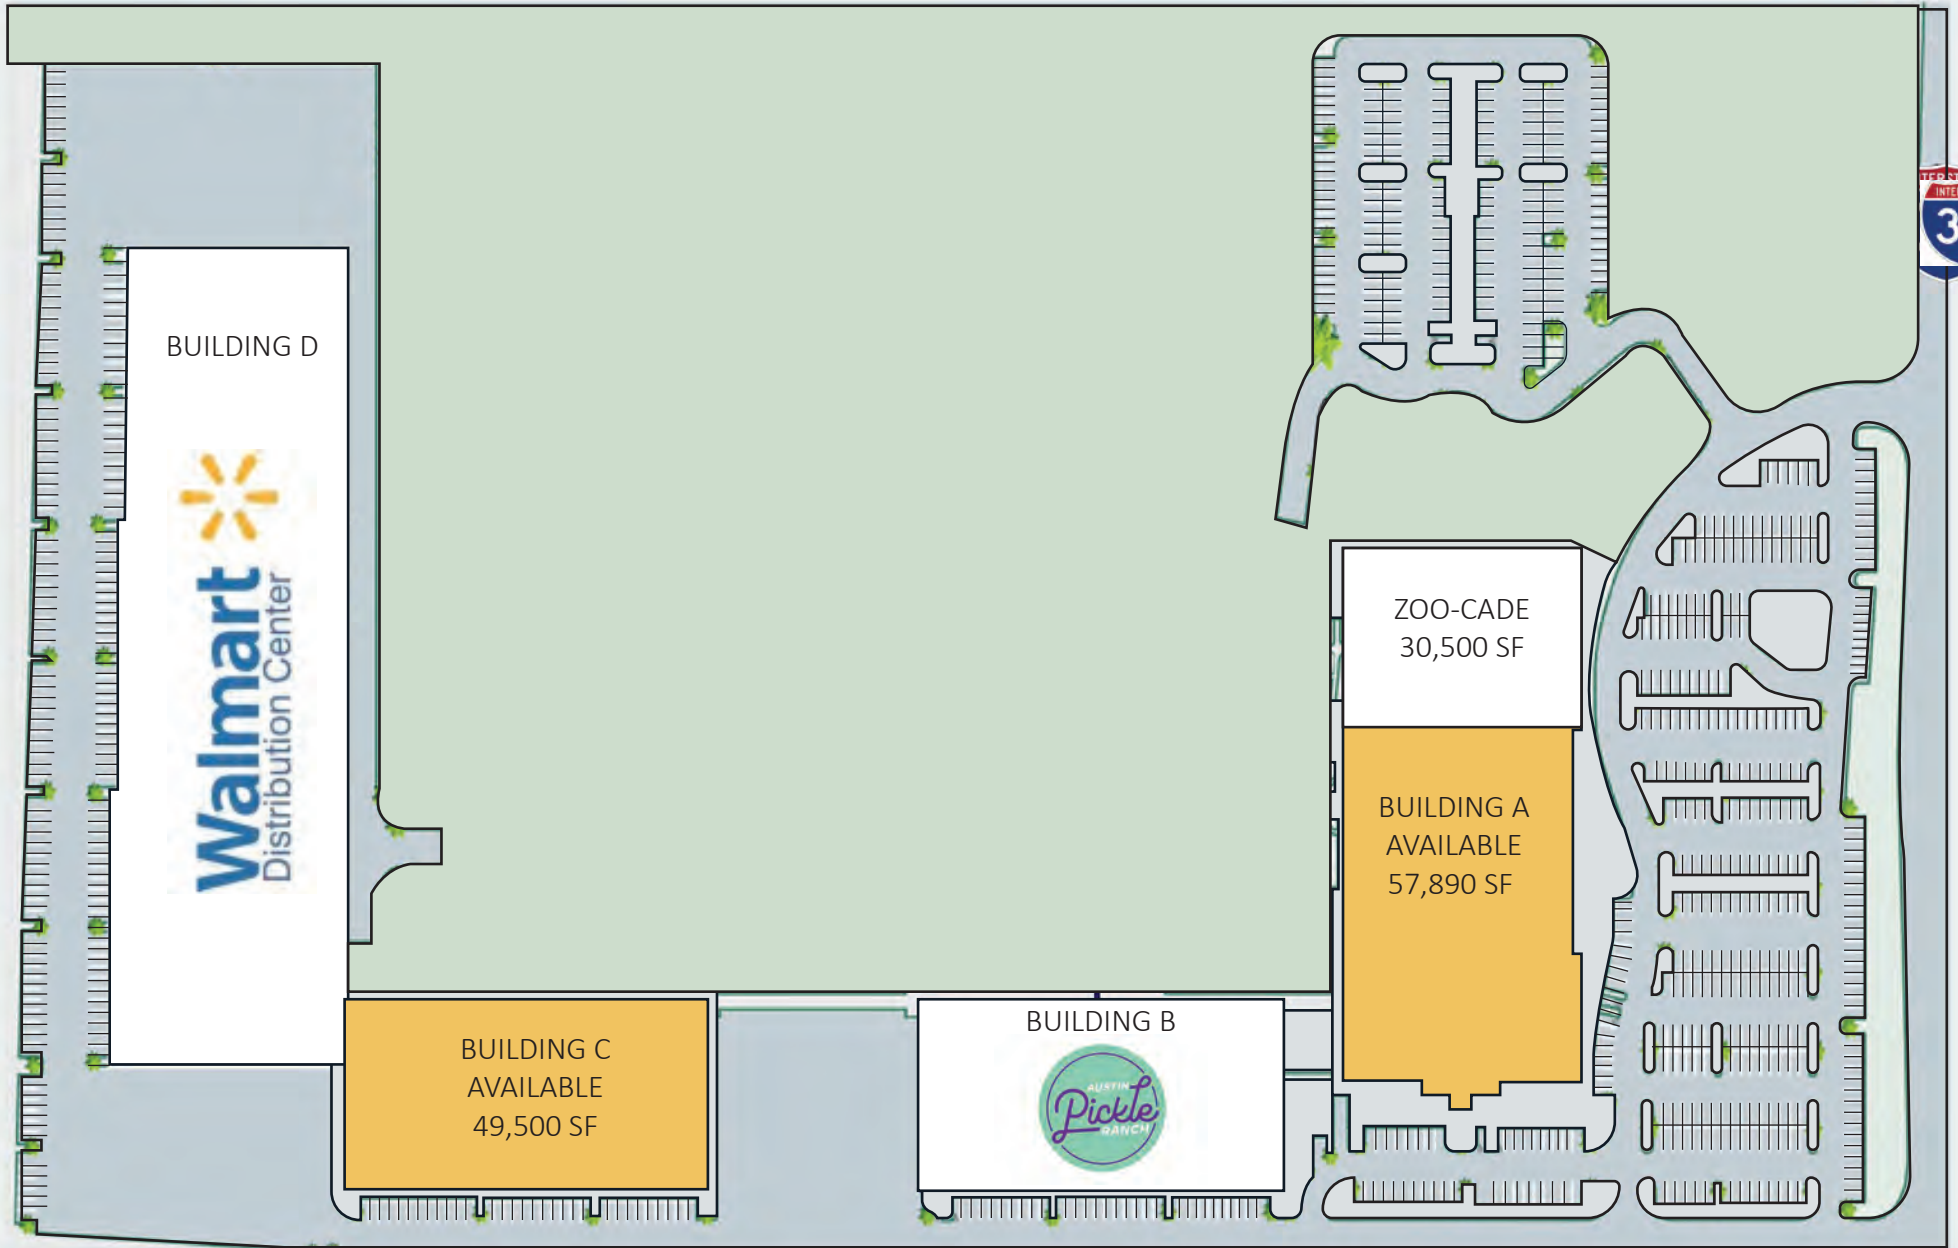 BUILDING D
Walmart
Distribution Center
ZOO-CADE
30,500 SF
BUILDING A
AVAILABLE
57,890 SF
BUILDING C
AVAILABLE
49,500 SF
BUILDING B
AUSTIN
Pickle
RANCH
3